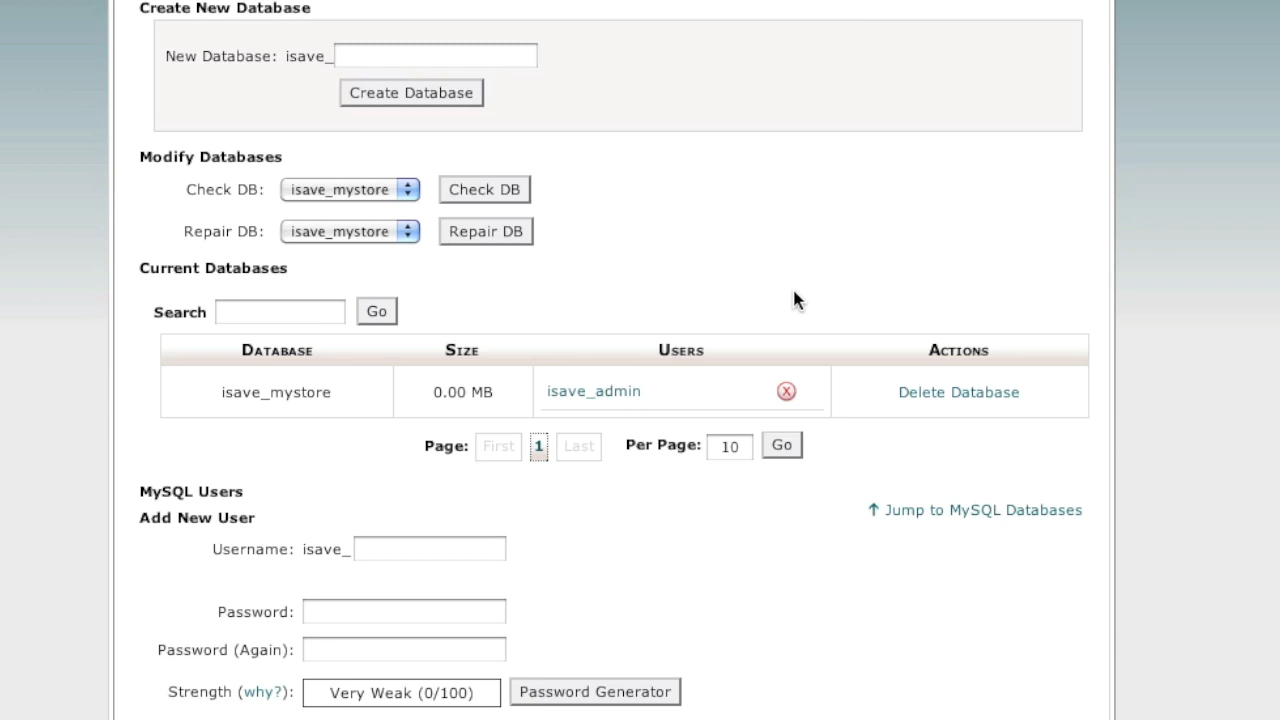 Create New Database
New Database: isave_
Create Database
Modify Databases
Check DB: isave_mystore Check DB
Repair DB: isave_mystore Repair DB
Current Databases
Search Go
Database Size Users Actions
isave_mystore 0.00 MB isave_admin Delete Database
Page: First 1 Last Per Page: 10 Go
MySQL Users
↑ Jump to MySQL Databases
Add New User
Username: isave_
Password:
Password (Again):
Strength (why?): Very Weak (0/100) Password Generator